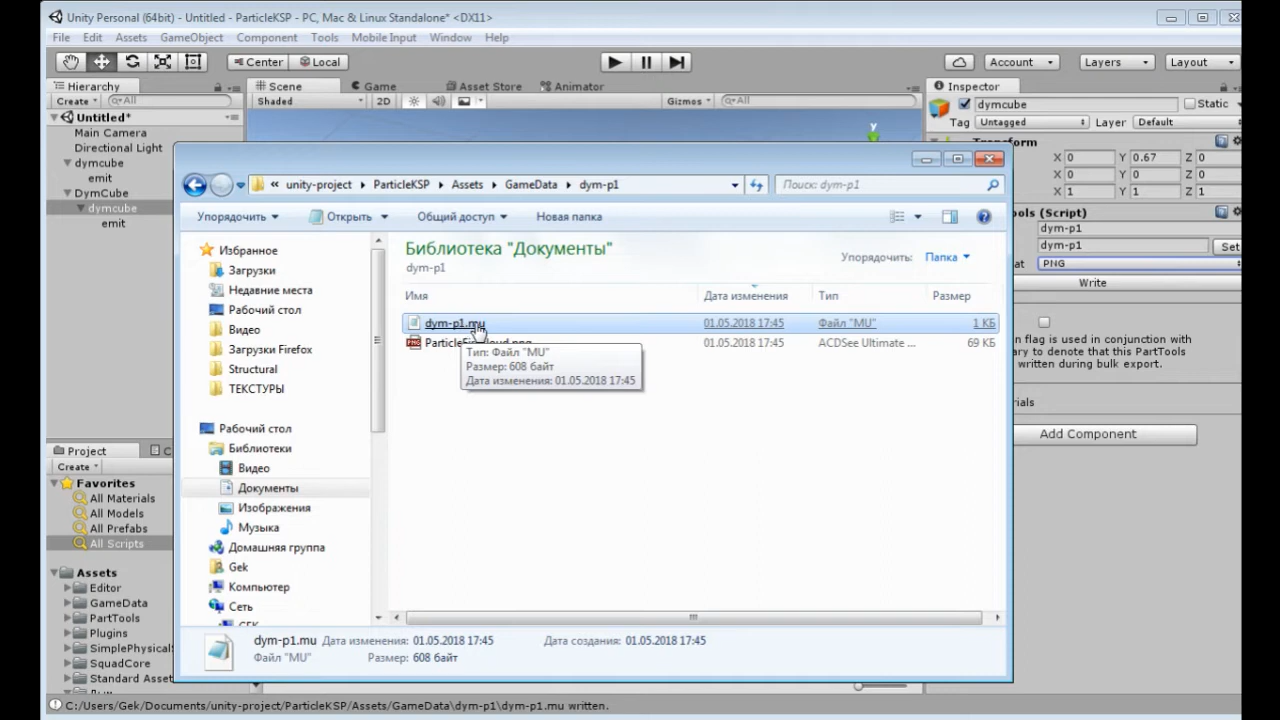 Unity Personal (64bit) - Untitled - ParticleKSP - PC, Mac & Linux Standalone* <DX11>
File Edit Assets GameObject Component Tools Mobile Input Window Help
Center Local Account Layers Layout
Hierarchy Scene Game Asset Store Animator Inspector
Create All Shaded 2D Gizmos All dymcube Static
Untitled*
Tag Untagged Layer Default
Main Camera
Directional Light
dymcube
emit
DymCube
dymcube
emit
y
Transform
X 0 Y 0.67 Z 0
X 0 Y 0 Z 0
X 1 Y 1 Z 1
ools (Script)
dym-p1
dym-p1 Set
at PNG
Write
n flag is used in conjunction with
ry to denote that this PartTools
written during bulk export.
rials
Add Component
« unity-project ParticleKSP Assets GameData dym-p1
Поиск: dym-p1
Упорядочить Открыть Общий доступ Новая папка
Избранное
Загрузки
Недавние места
Рабочий стол
Видео
Загрузки Firefox
Structural
ТЕКСТУРЫ
Рабочий стол
Библиотеки
Видео
Документы
Изображения
Музыка
Домашняя группа
Gek
Компьютер
Сеть
Библиотека "Документы"
dym-p1
Упорядочить: Папка
Имя Дата изменения Тип Размер
dym-p1.mu 01.05.2018 17:45 Файл "MU" 1 КБ
01.05.2018 17:45 ACDSee Ultimate ... 69 КБ
Тип: Файл "MU"
Размер: 608 байт
Дата изменения: 01.05.2018 17:45
dym-p1.mu Дата изменения: 01.05.2018 17:45 Дата создания: 01.05.2018 17:45
Файл "MU" Размер: 608 байт
Project
Create
Favorites
All Materials
All Models
All Prefabs
All Scripts
Assets
Editor
GameData
PartTools
Plugins
SimplePhysical
SquadCore
Standard Asset
C:/Users/Gek/Documents/unity-project/ParticleKSP/Assets/GameData\dym-p1\dym-p1.mu written.